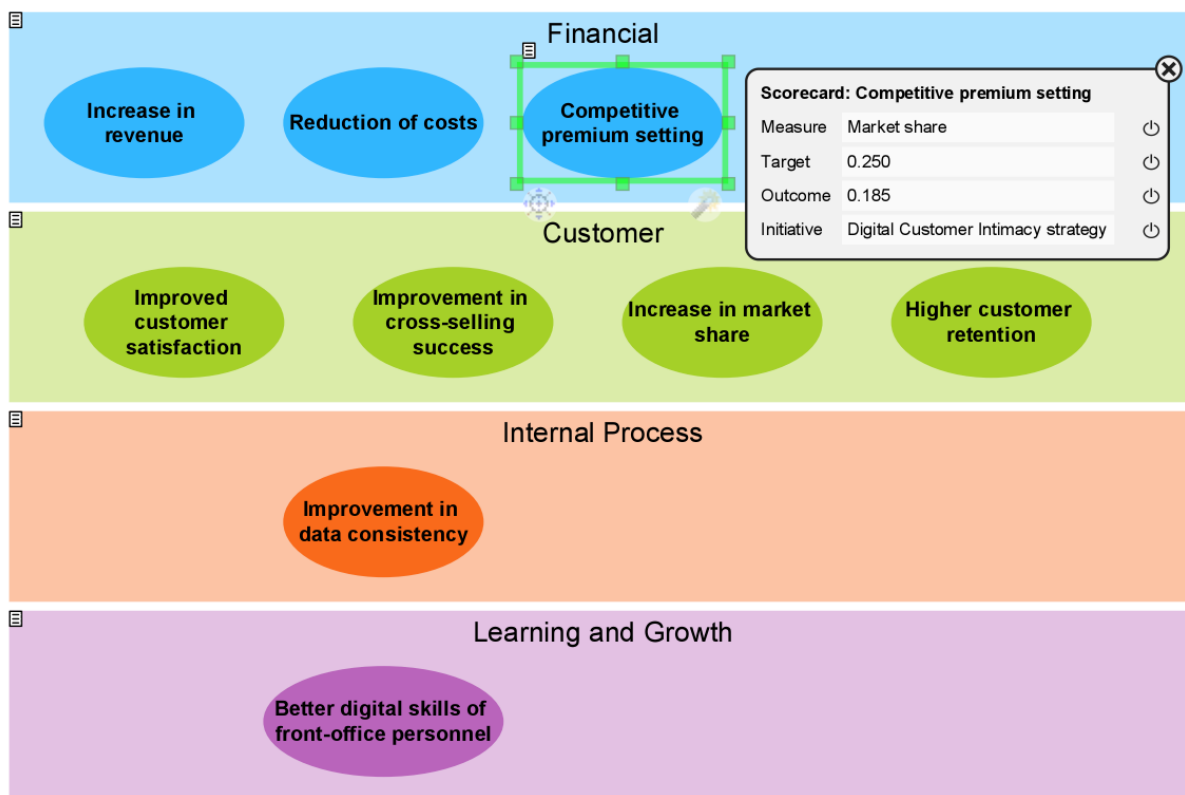 Financial
Increase in
revenue
Reduction of costs
Competitive
premium setting
Scorecard: Competitive premium setting
Measure Market share
Target 0.250
Outcome 0.185
Initiative Digital Customer Intimacy strategy
Customer
Improved
customer
satisfaction
Improvement in
cross-selling
success
Increase in market
share
Higher customer
retention
Internal Process
Improvement in
data consistency
Learning and Growth
Better digital skills of
front-office personnel